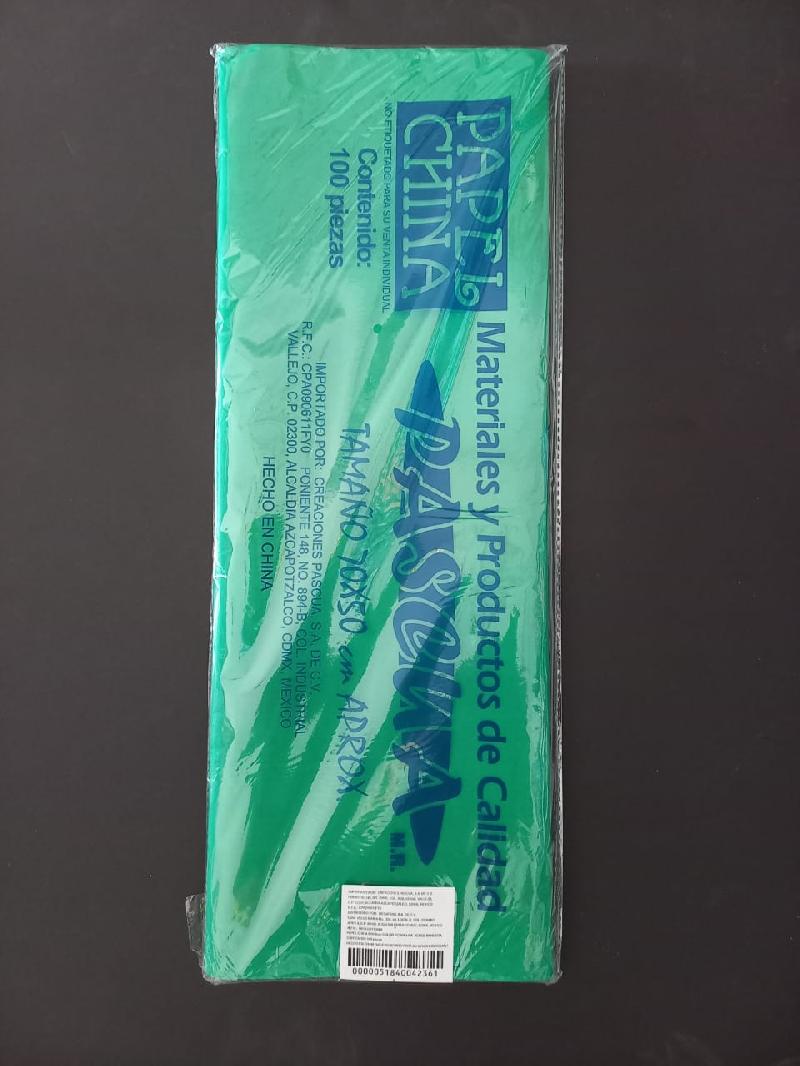 PAPEL
CHINA
NO ETIQUETADO PARA SU VENTA INDIVIDUAL
Contenido:
100 piezas
Materiales y Productos de Calidad
PASCUA
M.R.
TAMAÑO 70X50 cm APROX
IMPORTADO POR: CREACIONES PASCUA, S.A. DE C.V.
R.F.C.: CPA090611FY0 PONIENTE 148, NO. 894-B, COL. INDUSTRIAL
VALLEJO, C.P. 02300, ALCALDIA AZCAPOTZALCO, CDMX, MEXICO
HECHO EN CHINA
0000051840042361